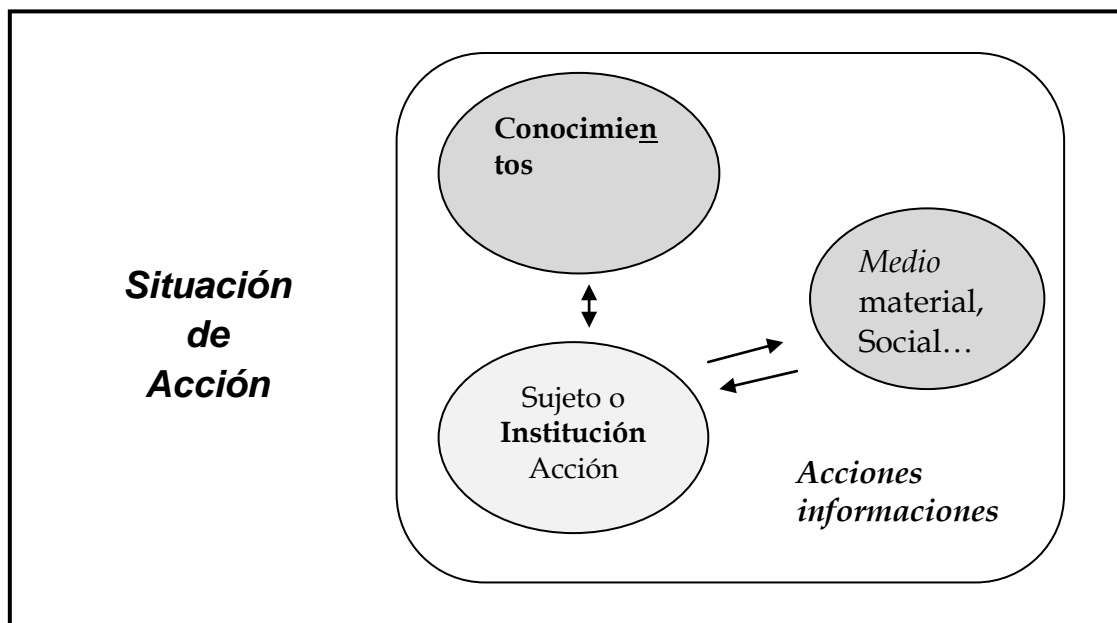 Situación
de
Acción
Conocimien
tos
Medio
material,
Social…
Sujeto o
Institución
Acción
Acciones
informaciones